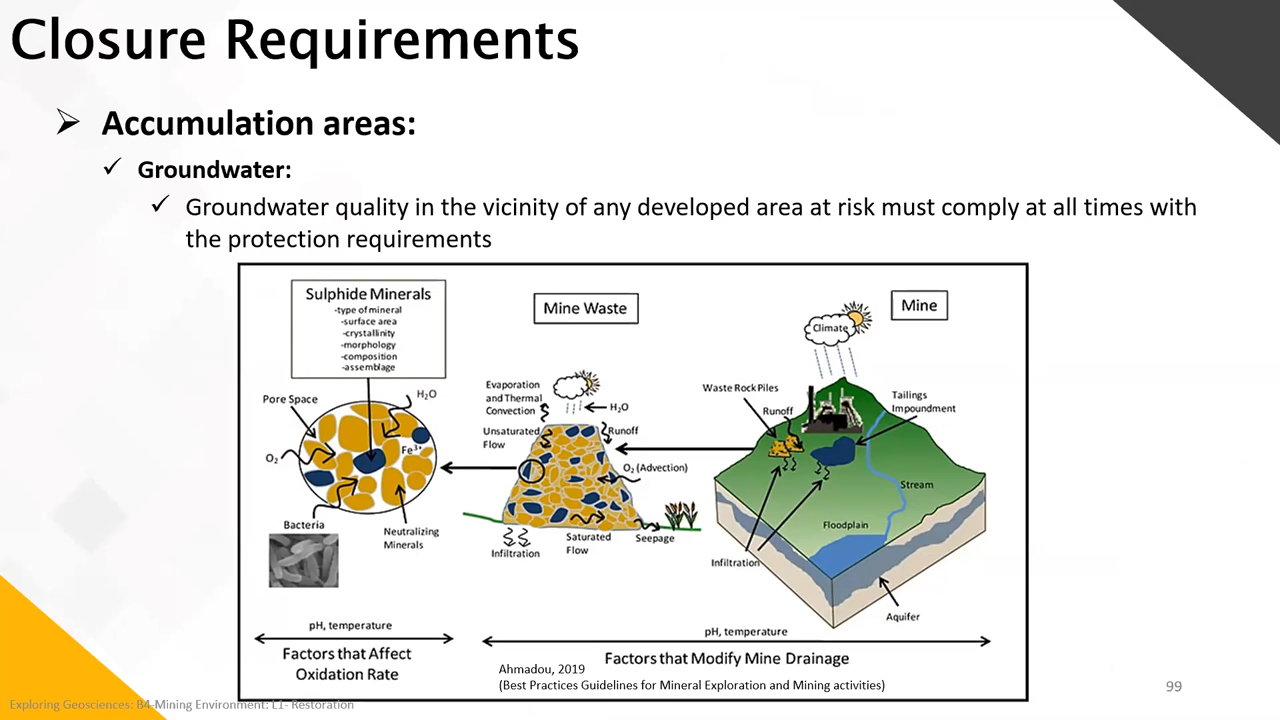 Closure Requirements
Accumulation areas:
Groundwater:
Groundwater quality in the vicinity of any developed area at risk must comply at all times with
the protection requirements
Sulphide Minerals
-type of mineral
-surface area
-crystallinity
-morphology
-composition
-assemblage
Pore Space
H₂O
O₂
Fe³⁺
Bacteria
Neutralizing
Minerals
pH, temperature
Factors that Affect
Oxidation Rate
Mine Waste
Evaporation
and Thermal
Convection
H₂O
Unsaturated
Flow
Runoff
O₂ (Advection)
Infiltration
Saturated
Flow
Seepage
Mine
Climate
Waste Rock Piles
Runoff
Tailings
Impoundment
Stream
Floodplain
Infiltration
Aquifer
pH, temperature
Factors that Modify Mine Drainage
Ahmadou, 2019
(Best Practices Guidelines for Mineral Exploration and Mining activities)
99
Exploring Geosciences: B4-Mining Environment: L1- Restoration